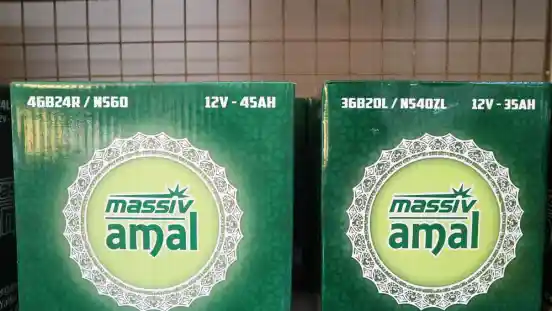 46B24R / NS60 12V - 45AH
massiv
amal
36B20L / NS40ZL 12V - 35AH
massiv
amal